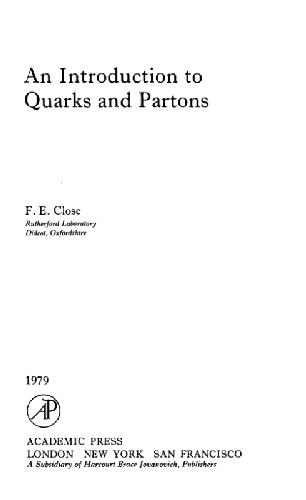 An Introduction to
Quarks and Partons
F. E. Close
Rutherford Laboratory
Didcot, Oxfordshire
1979
AP
ACADEMIC PRESS
LONDON NEW YORK SAN FRANCISCO
A Subsidiary of Harcourt Brace Jovanovich, Publishers